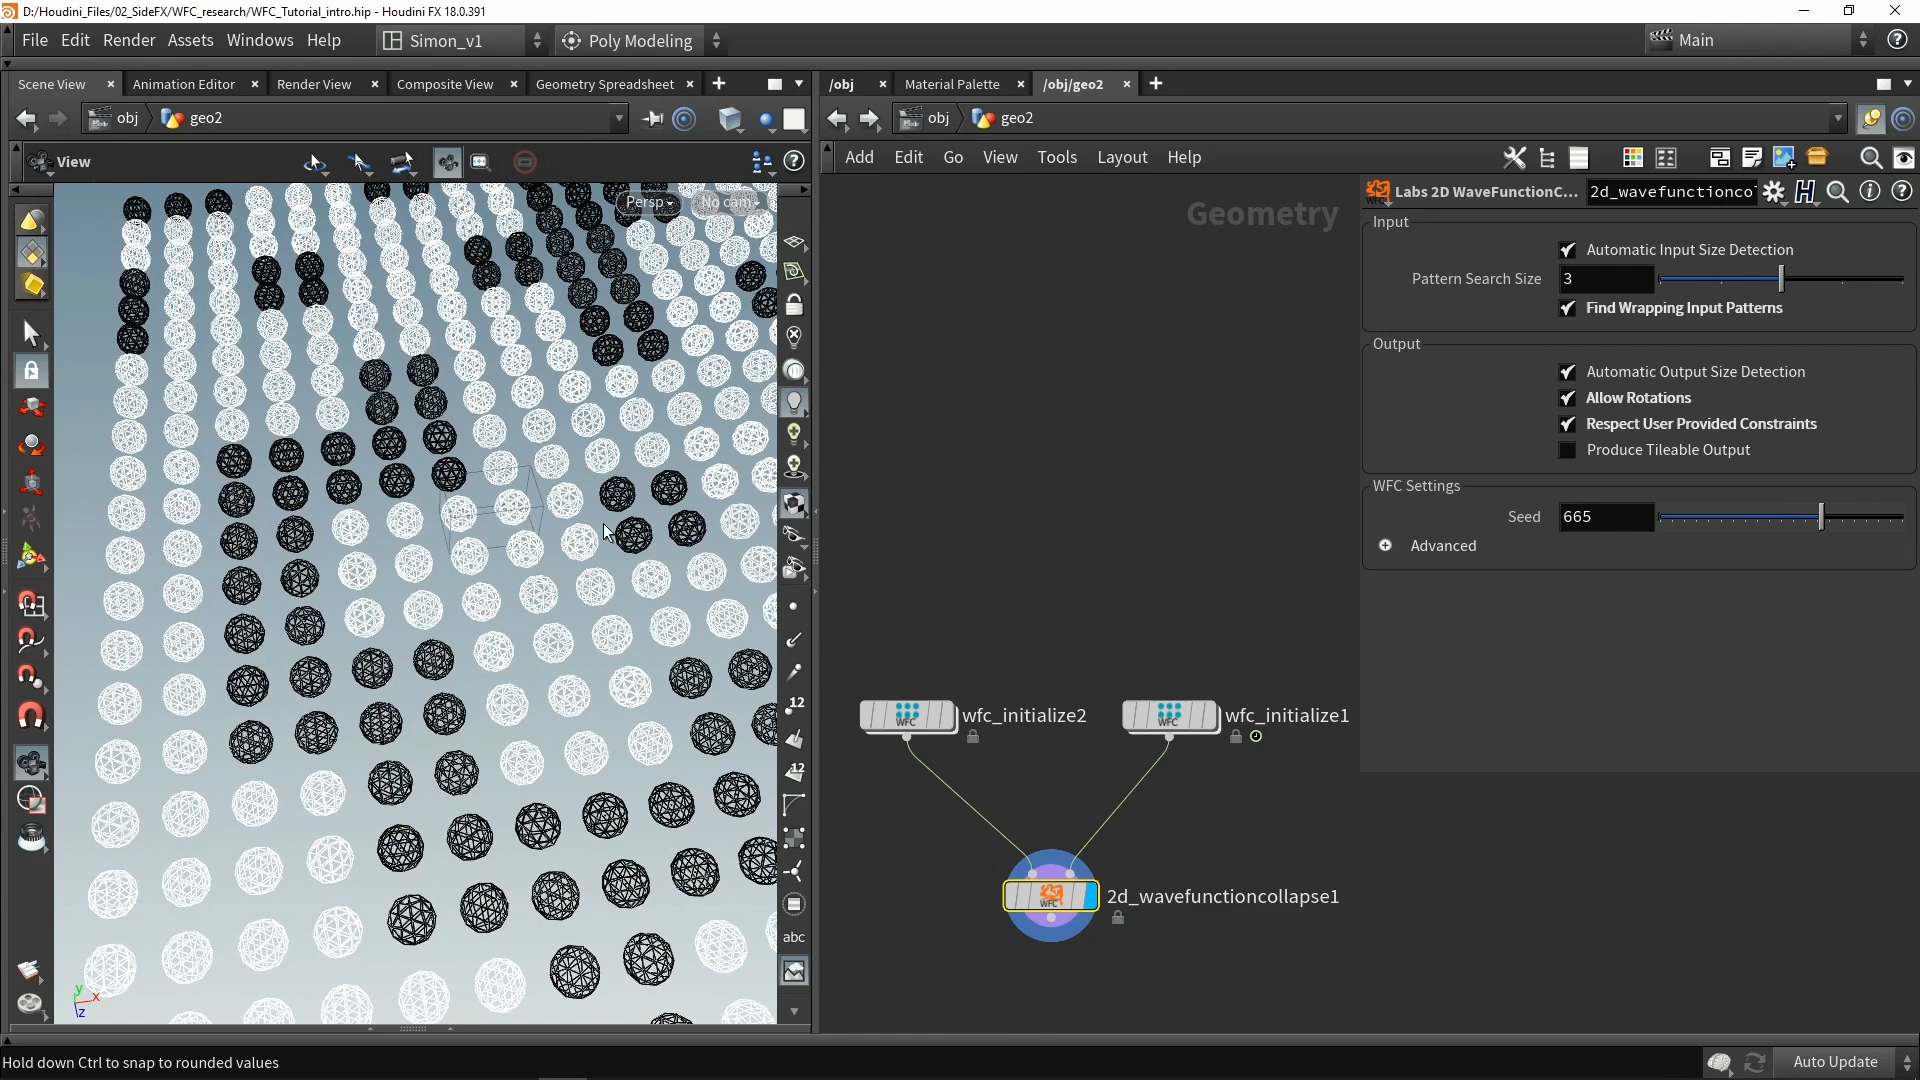 D:/Houdini_Files/02_SideFX/WFC_research/WFC_Tutorial_intro.hip - Houdini FX 18.0.391
File Edit Render Assets Windows Help Simon_v1 Poly Modeling Main
Scene View Animation Editor Render View Composite View Geometry Spreadsheet
/obj Material Palette /obj/geo2
obj geo2
obj geo2
View
Add Edit Go View Tools Layout Help
Persp No cam
Geometry
Labs 2D WaveFunctionC... 2d_wavefunctionco
Input
Automatic Input Size Detection
Pattern Search Size 3
Find Wrapping Input Patterns
Output
Automatic Output Size Detection
Allow Rotations
Respect User Provided Constraints
Produce Tileable Output
WFC Settings
Seed 665
Advanced
WFC wfc_initialize2
WFC wfc_initialize1
WFC 2d_wavefunctioncollapse1
12
12
abc
y x z
Hold down Ctrl to snap to rounded values
Auto Update